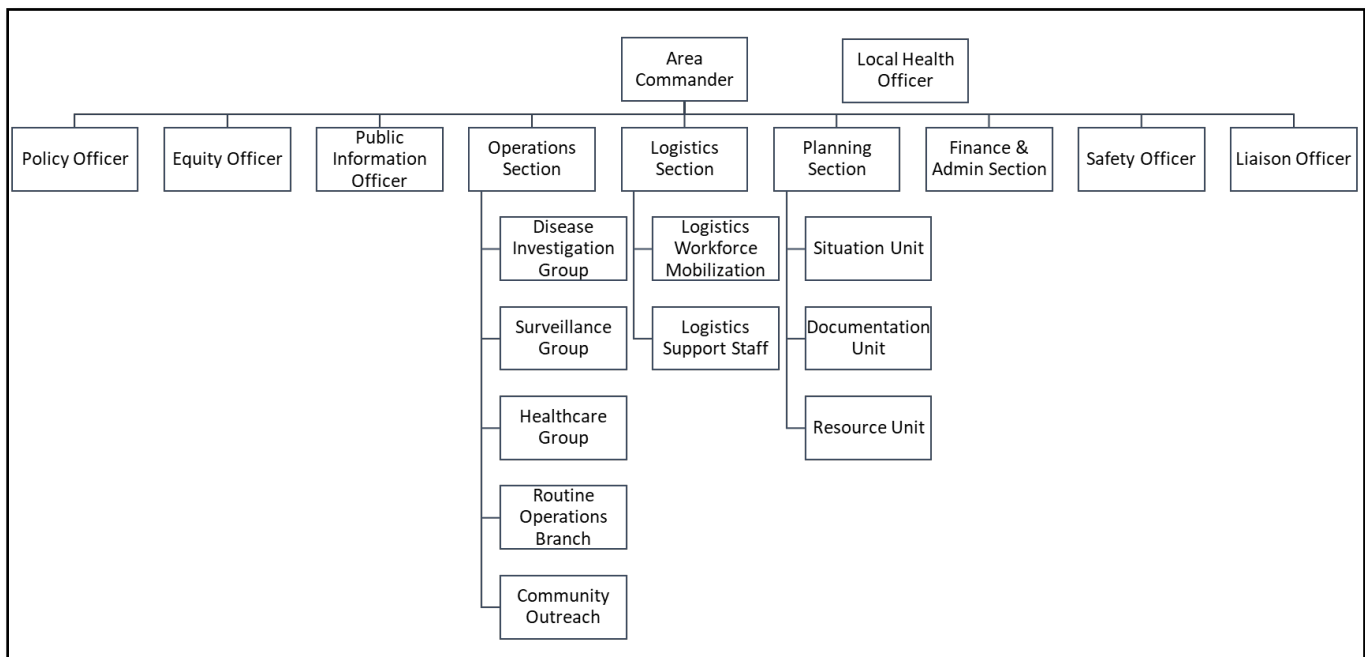 Area
Commander
Local Health
Officer
Policy Officer
Equity Officer
Public
Information
Officer
Operations
Section
Logistics
Section
Planning
Section
Finance &
Admin Section
Safety Officer
Liaison Officer
Disease
Investigation
Group
Surveillance
Group
Healthcare
Group
Routine
Operations
Branch
Community
Outreach
Logistics
Workforce
Mobilization
Logistics
Support Staff
Situation Unit
Documentation
Unit
Resource Unit